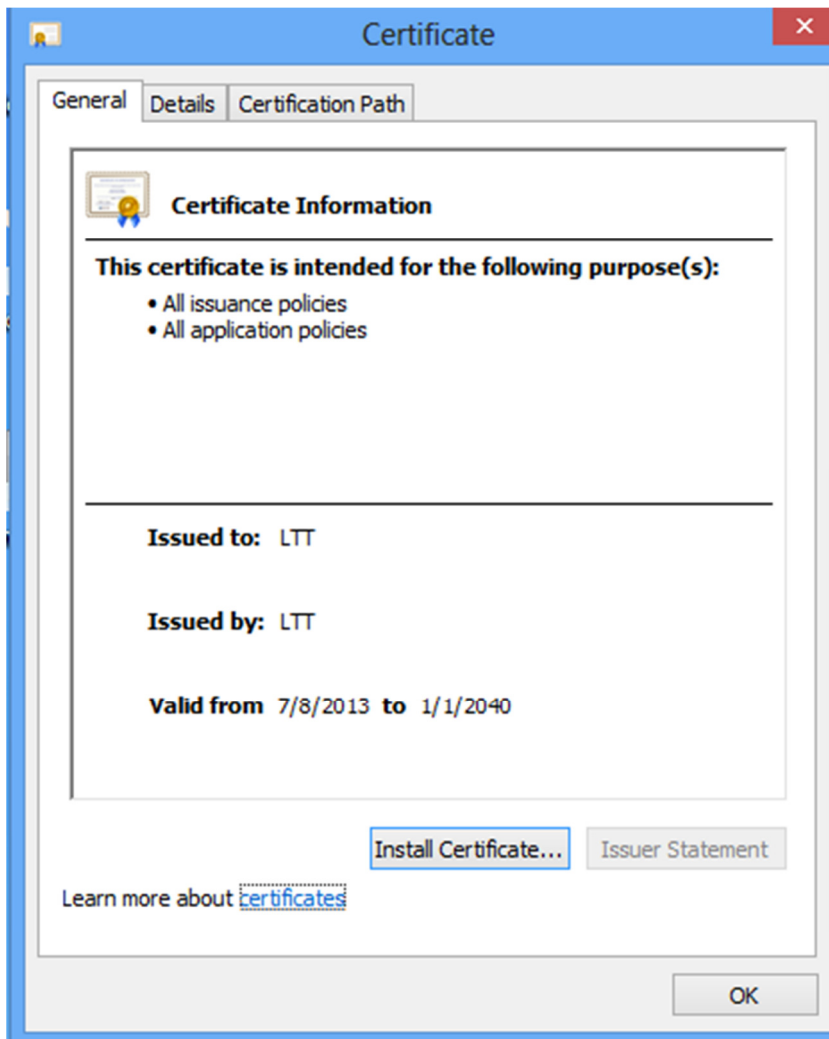 Certificate
General Details Certification Path
Certificate Information
This certificate is intended for the following purpose(s):
• All issuance policies
• All application policies
Issued to: LTT
Issued by: LTT
Valid from 7/8/2013 to 1/1/2040
Install Certificate... Issuer Statement
Learn more about certificates
OK